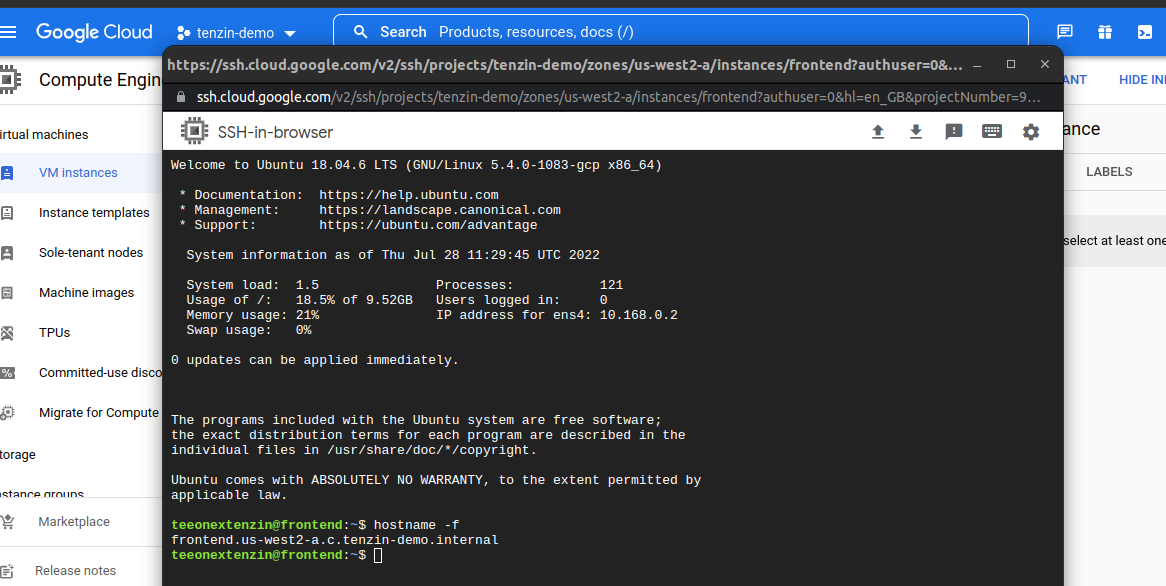 Google Cloud
tenzin-demo
Search Products, resources, docs (/)
https://ssh.cloud.google.com/v2/ssh/projects/tenzin-demo/zones/us-west2-a/instances/frontend?authuser=0&...
ssh.cloud.google.com/v2/ssh/projects/tenzin-demo/zones/us-west2-a/instances/frontend?authuser=0&hl=en_GB&projectNumber=9...
Compute Engin
ANT
HIDE IN
SSH-in-browser
ance
irtual machines
VM instances
Instance templates
Sole-tenant nodes
Machine images
TPUs
Committed-use disco
Migrate for Compute
torage
nstance groups
Marketplace
Release notes
Welcome to Ubuntu 18.04.6 LTS (GNU/Linux 5.4.0-1083-gcp x86_64)
* Documentation: https://help.ubuntu.com
* Management: https://landscape.canonical.com
* Support: https://ubuntu.com/advantage
System information as of Thu Jul 28 11:29:45 UTC 2022
System load: 1.5 Processes: 121
Usage of /: 18.5% of 9.52GB Users logged in: 0
Memory usage: 21% IP address for ens4: 10.168.0.2
Swap usage: 0%
0 updates can be applied immediately.
The programs included with the Ubuntu system are free software;
the exact distribution terms for each program are described in the
individual files in /usr/share/doc/*/copyright.
Ubuntu comes with ABSOLUTELY NO WARRANTY, to the extent permitted by
applicable law.
teeonextenzin@frontend:~$ hostname -f
frontend.us-west2-a.c.tenzin-demo.internal
teeonextenzin@frontend:~$
LABELS
select at least one